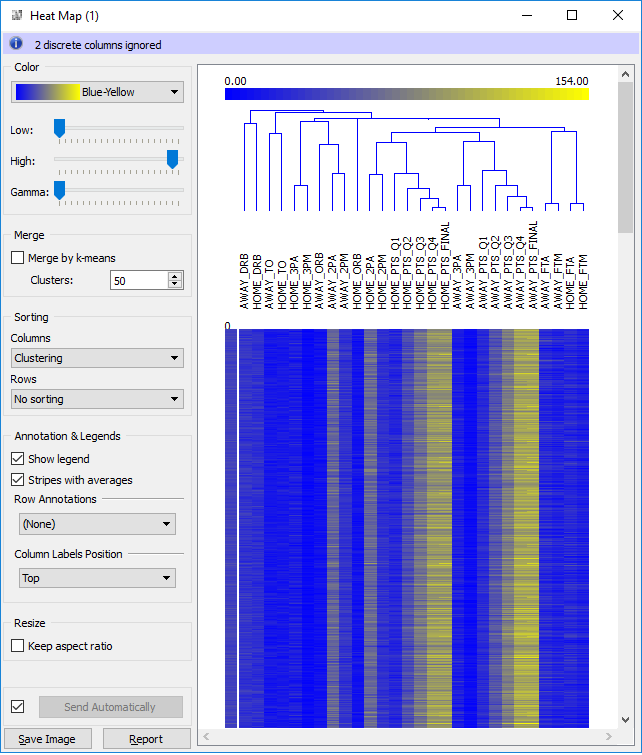 Heat Map (1)
2 discrete columns ignored
Color
Blue-Yellow
Low:
High:
Gamma:
Merge
Merge by k-means
Clusters: 50
Sorting
Columns
Clustering
Rows
No sorting
Annotation & Legends
Show legend
Stripes with averages
Row Annotations
(None)
Column Labels Position
Top
Resize
Keep aspect ratio
Send Automatically
Save Image Report
0.00 154.00
AWAY_DRB
HOME_DRB
AWAY_TO
HOME_TO
HOME_3PA
HOME_3PM
AWAY_ORB
AWAY_2PA
AWAY_2PM
HOME_ORB
HOME_2PA
HOME_2PM
HOME_PTS_Q1
HOME_PTS_Q2
HOME_PTS_Q3
HOME_PTS_Q4
HOME_PTS_FINAL
AWAY_3PA
AWAY_3PM
AWAY_PTS_Q1
AWAY_PTS_Q2
AWAY_PTS_Q3
AWAY_PTS_Q4
AWAY_PTS_FINAL
AWAY_FTA
AWAY_FTM
HOME_FTA
HOME_FTM
0